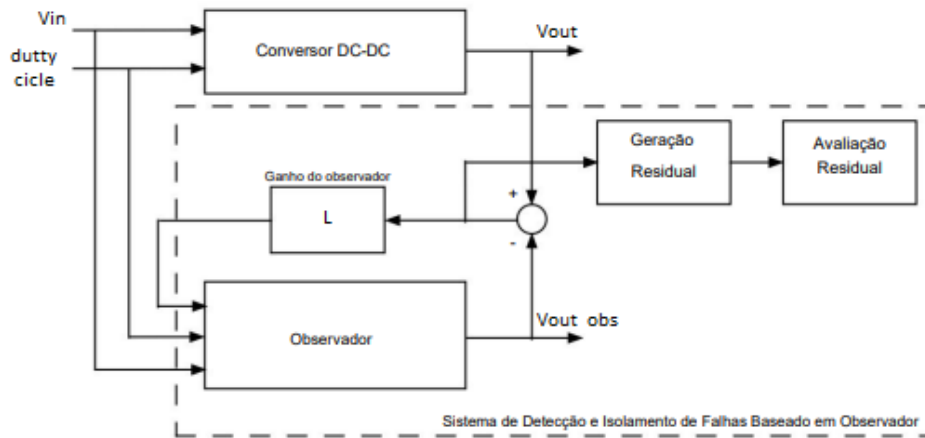 Vin
dutty
cicle
Conversor DC-DC
Vout
Geração
Residual
Avaliação
Residual
Ganho do observador
L
+
-
Observador
Vout obs
Sistema de Detecção e Isolamento de Falhas Baseado em Observador